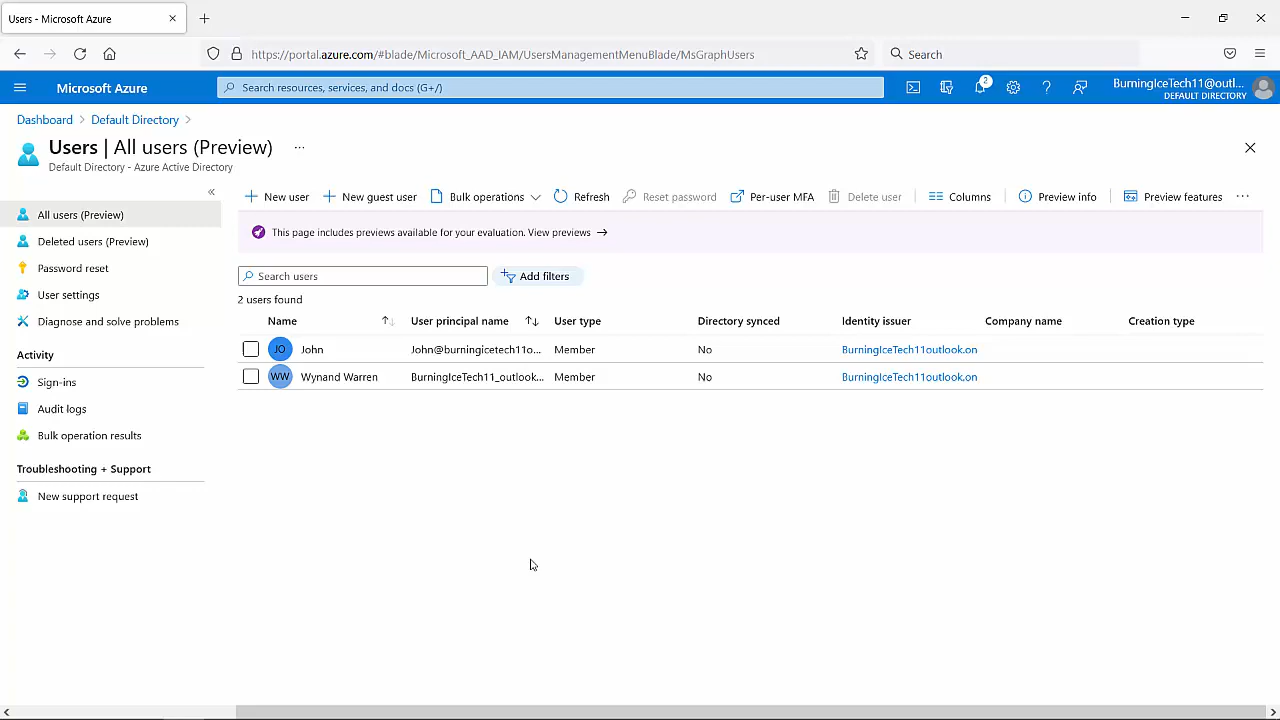 Users - Microsoft Azure
https://portal.azure.com/#blade/Microsoft_AAD_IAM/UsersManagementMenuBlade/MsGraphUsers
Search
Microsoft Azure
Search resources, services, and docs (G+/)
2
BurningIceTech11@outl...
DEFAULT DIRECTORY
Dashboard > Default Directory >
Users | All users (Preview) ...
Default Directory - Azure Active Directory
All users (Preview)
Deleted users (Preview)
Password reset
User settings
Diagnose and solve problems
Activity
Sign-ins
Audit logs
Bulk operation results
Troubleshooting + Support
New support request
New user New guest user Bulk operations Refresh Reset password Per-user MFA Delete user Columns Preview info Preview features ...
This page includes previews available for your evaluation. View previews →
Search users Add filters
2 users found
Name User principal name User type Directory synced Identity issuer Company name Creation type
JO John John@burningicetech11o... Member No BurningIceTech11outlook.on
WW Wynand Warren BurningIceTech11_outlook... Member No BurningIceTech11outlook.on